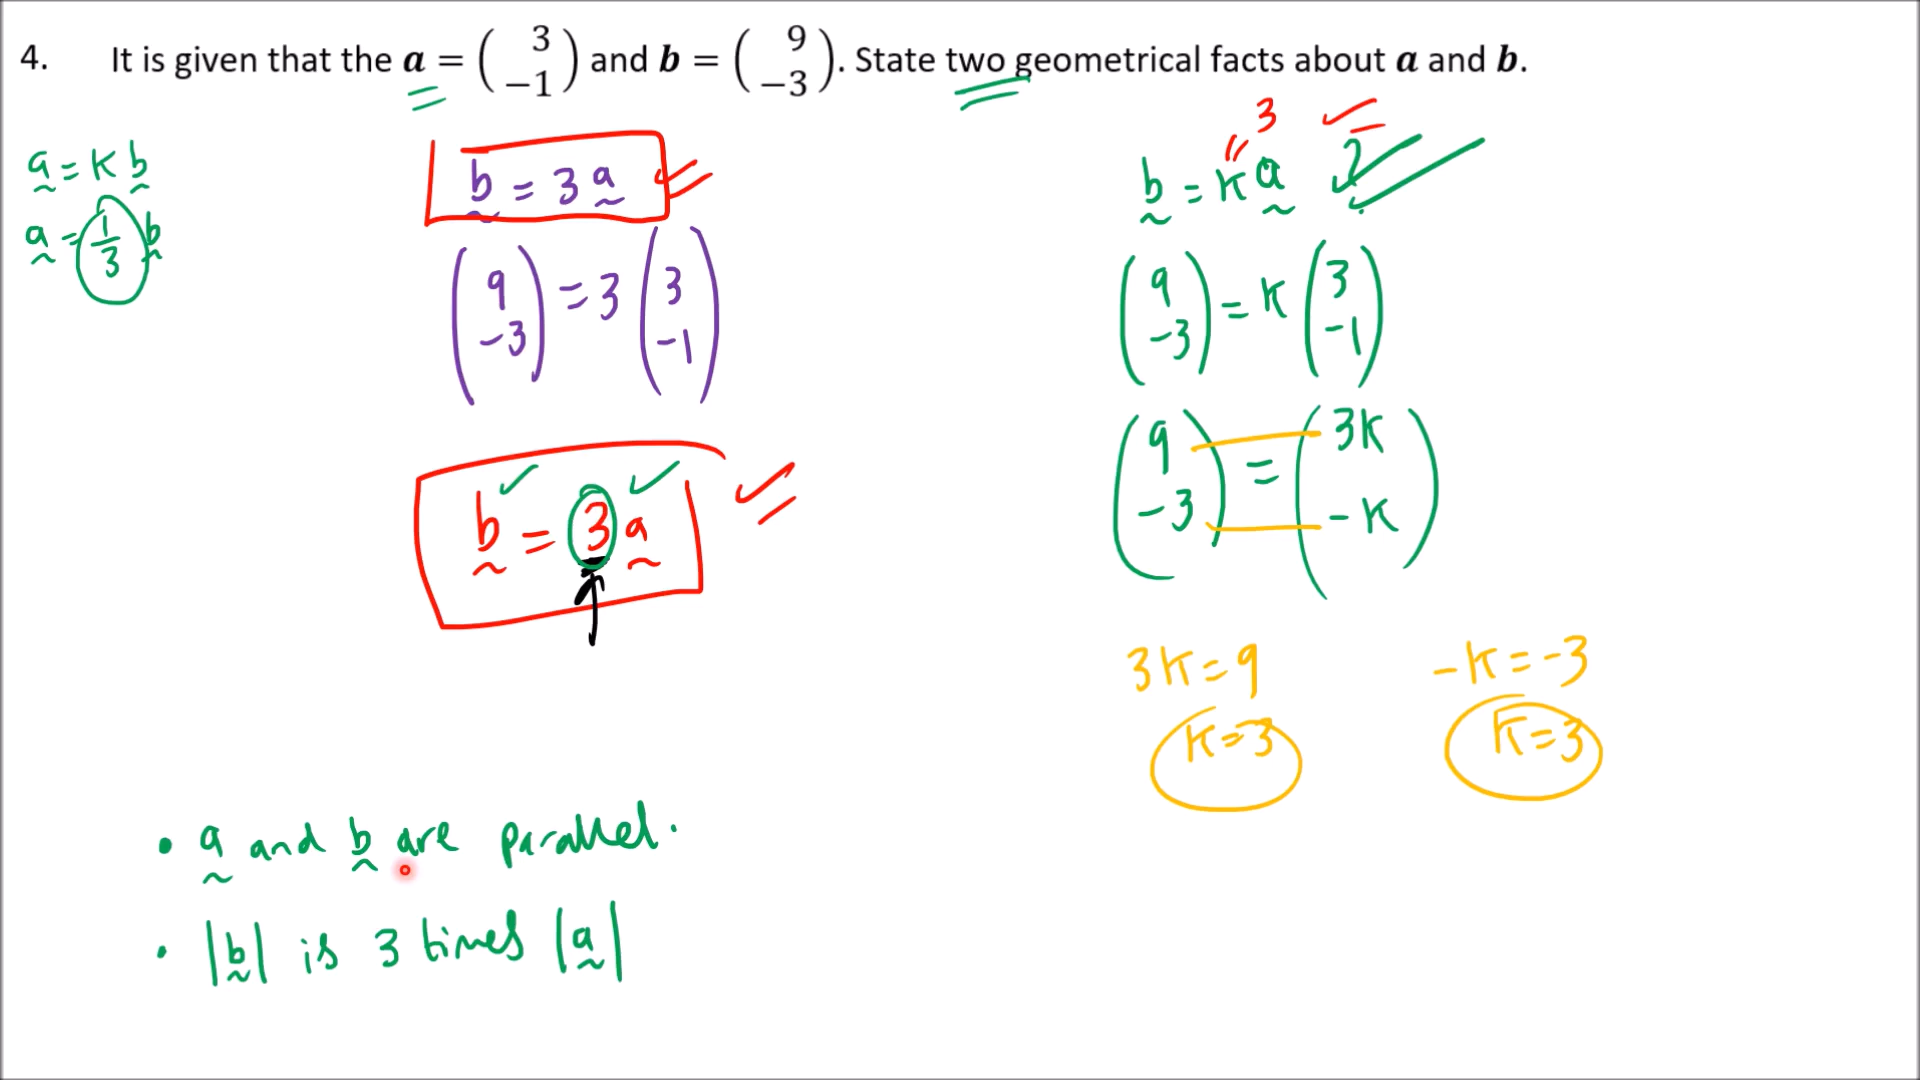 4. It is given that the a = ( 3 −1 ) and b = ( 9 −3 ). State two geometrical facts about a and b.
a = k b
a = 1/3 b
b = 3 a
( 9 -3 ) = 3 ( 3 -1 )
b = 3 a
3
b = k a ?
( 9 -3 ) = k ( 3 -1 )
( 9 -3 ) = ( 3k -k )
3k = 9
k = 3
-k = -3
k = 3
• a and b are parallel.
• |b| is 3 times |a|